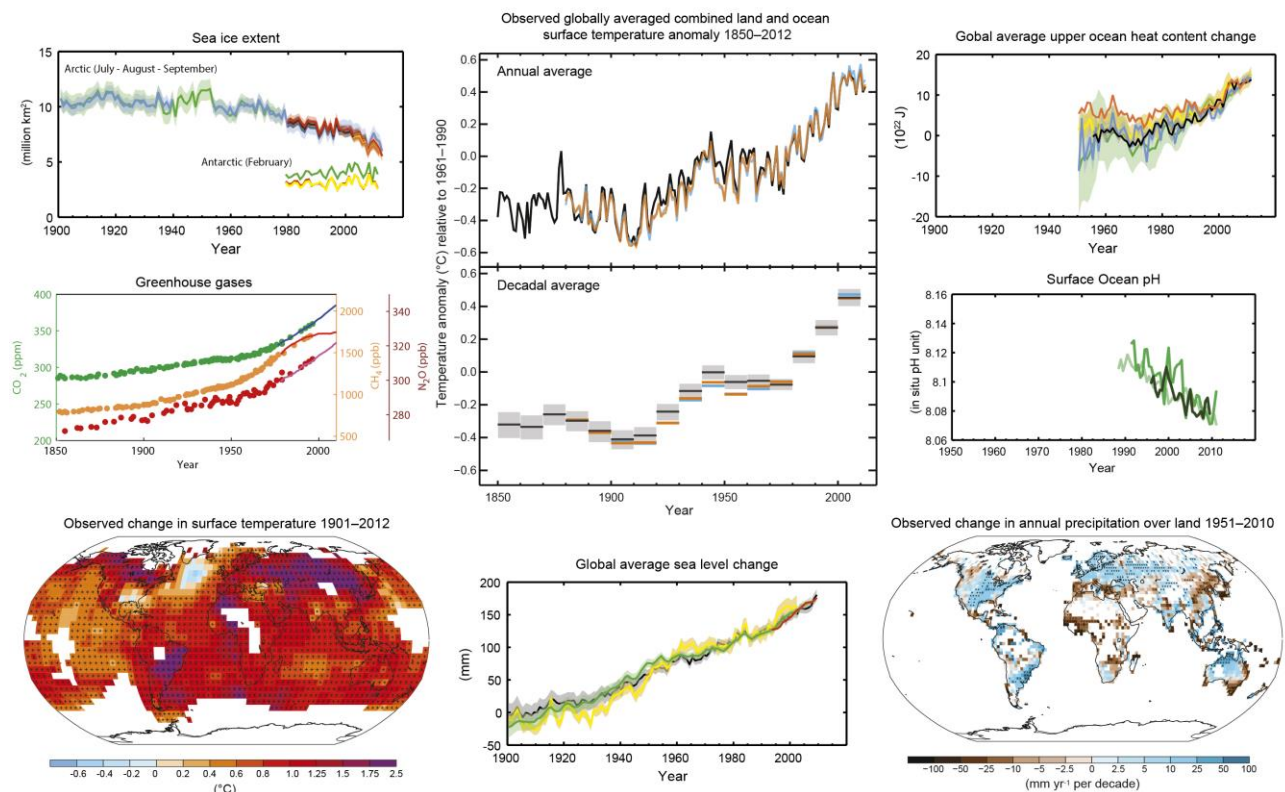 Sea ice extent
Arctic (July - August - September)
Antarctic (February)
15
10
5
0
(million km²)
1900 1920 1940 1960 1980 2000
Year
Observed globally averaged combined land and ocean
surface temperature anomaly 1850–2012
Annual average
0.6
0.4
0.2
0.0
−0.2
−0.4
−0.6
Temperature anomaly (°C) relative to 1961–1990
Decadal average
0.6
0.4
0.2
0.0
−0.2
−0.4
−0.6
1850 1900 1950 2000
Year
Gobal average upper ocean heat content change
20
10
0
-10
-20
(10²² J)
1900 1920 1940 1960 1980 2000
Year
Greenhouse gases
400
350
300
250
200
CO₂ (ppm)
2000
1500
1000
500
CH₄ (ppb)
340
320
300
280
N₂O (ppb)
1850 1900 1950 2000
Year
Surface Ocean pH
8.16
8.14
8.12
8.10
8.08
8.06
(in situ pH unit)
1950 1960 1970 1980 1990 2000 2010
Year
Observed change in surface temperature 1901–2012
-0.6 -0.4 -0.2 0 0.2 0.4 0.6 0.8 1.0 1.25 1.5 1.75 2.5
(°C)
Global average sea level change
200
150
100
50
0
-50
(mm)
1900 1920 1940 1960 1980 2000
Year
Observed change in annual precipitation over land 1951–2010
-100 -50 -25 -10 -5 -2.5 0 2.5 5 10 25 50 100
(mm yr⁻¹ per decade)